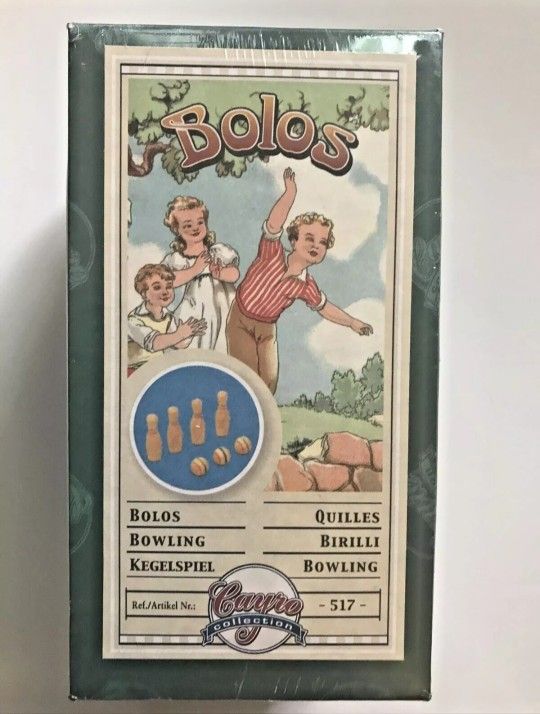 Bolos
BOLOS QUILLES
BOWLING BIRILLI
KEGELSPIEL BOWLING
Ref./Artikel Nr.: - 517 -
Cayro
collection